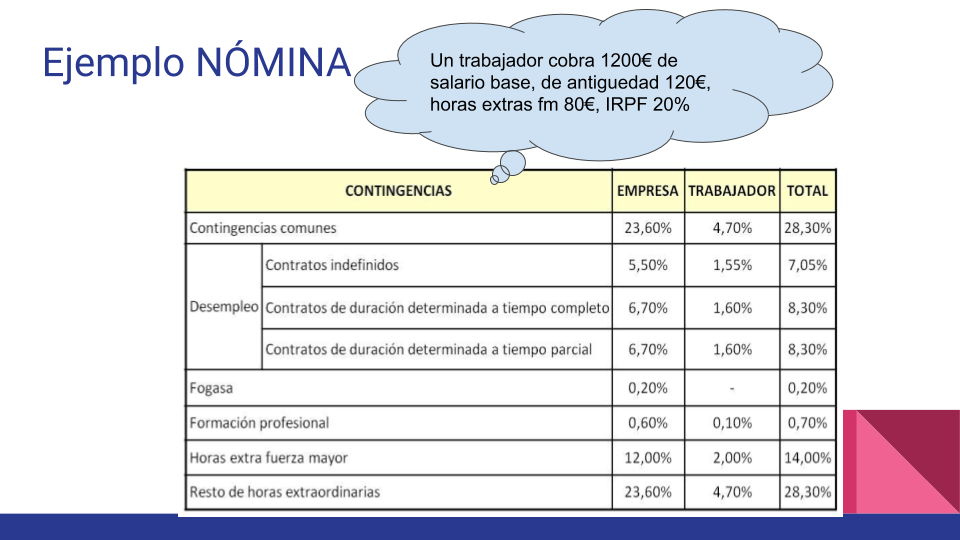 Ejemplo NÓMINA
Un trabajador cobra 1200€ de
salario base, de antiguedad 120€,
horas extras fm 80€, IRPF 20%
CONTINGENCIAS EMPRESA TRABAJADOR TOTAL
Contingencias comunes 23,60% 4,70% 28,30%
Desempleo Contratos indefinidos 5,50% 1,55% 7,05%
Contratos de duración determinada a tiempo completo 6,70% 1,60% 8,30%
Contratos de duración determinada a tiempo parcial 6,70% 1,60% 8,30%
Fogasa 0,20% - 0,20%
Formación profesional 0,60% 0,10% 0,70%
Horas extra fuerza mayor 12,00% 2,00% 14,00%
Resto de horas extraordinarias 23,60% 4,70% 28,30%